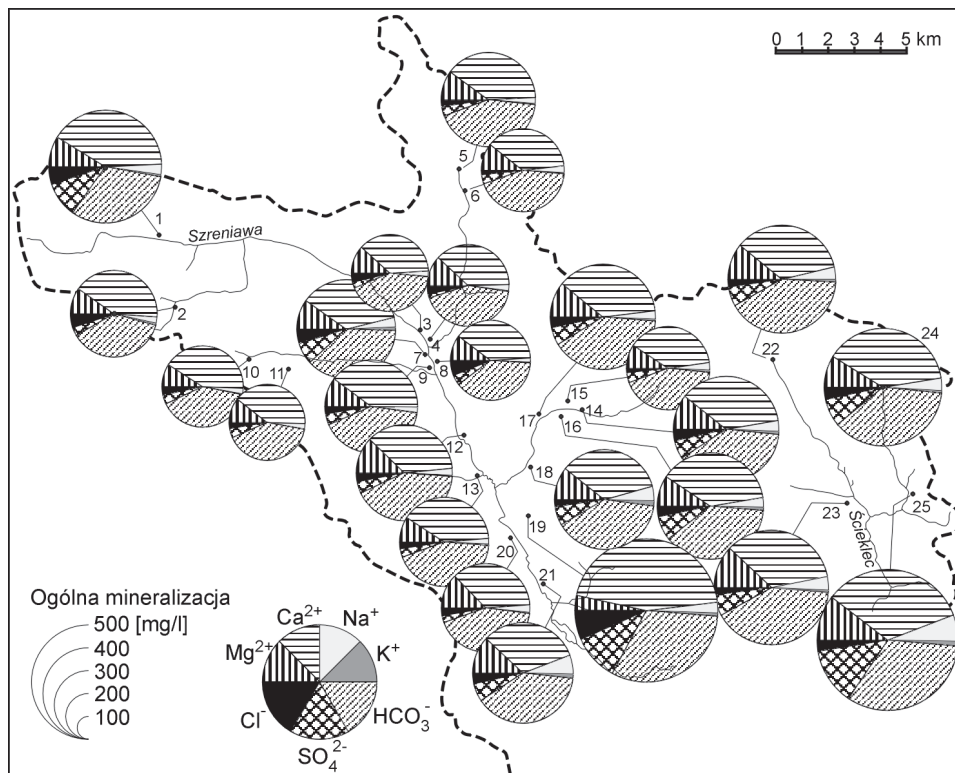 0 1 2 3 4 5 km
5
6
1
Szreniawa
2
3
4
7
8
9
10
11
12
13
14
15
16
17
18
19
20
21
22
23
24
25
Ścieklec
Ogólna mineralizacja
500 [mg/l]
400
300
200
100
Ca²⁺
Na⁺
Mg²⁺
K⁺
Cl⁻
HCO₃⁻
SO₄²⁻